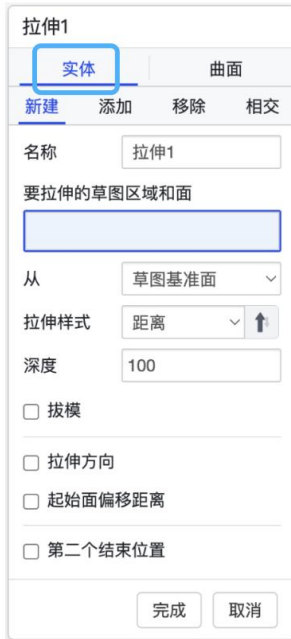 拉伸1
实体 曲面
新建 添加 移除 相交
名称 拉伸1
要拉伸的草图区域和面
从 草图基准面
拉伸样式 距离
深度 100
拔模
拉伸方向
起始面偏移距离
第二个结束位置
完成 取消